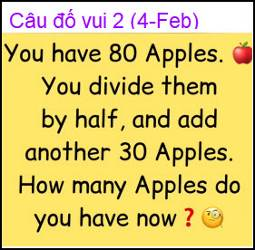 Câu đố vui 2 (4-Feb)
You have 80 Apples. 🍎
You divide them
by half, and add
another 30 Apples.
How many Apples do
you have now❓🧐